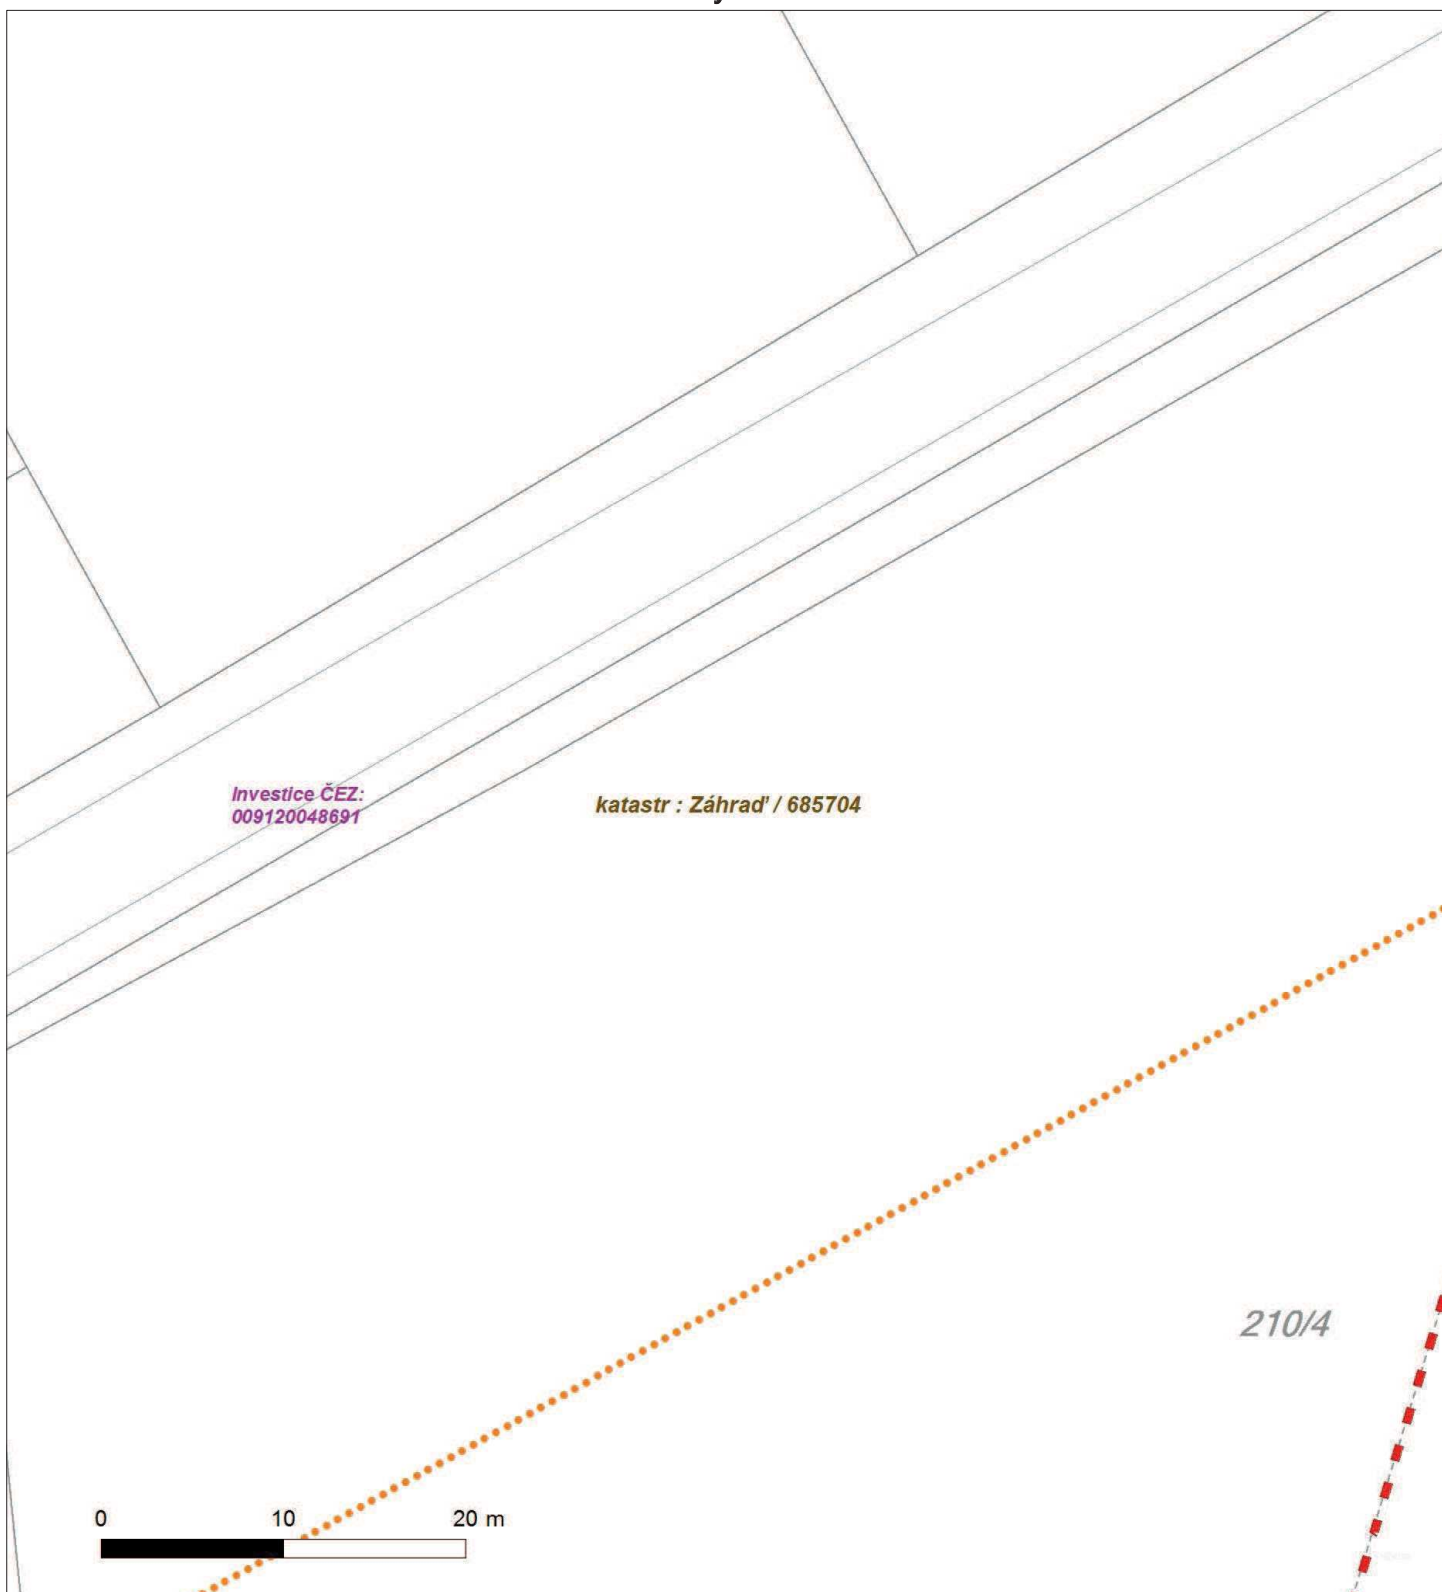 Investice ČEZ:
009120048691
katastr : Záhraď / 685704
210/4
0 10 20 m